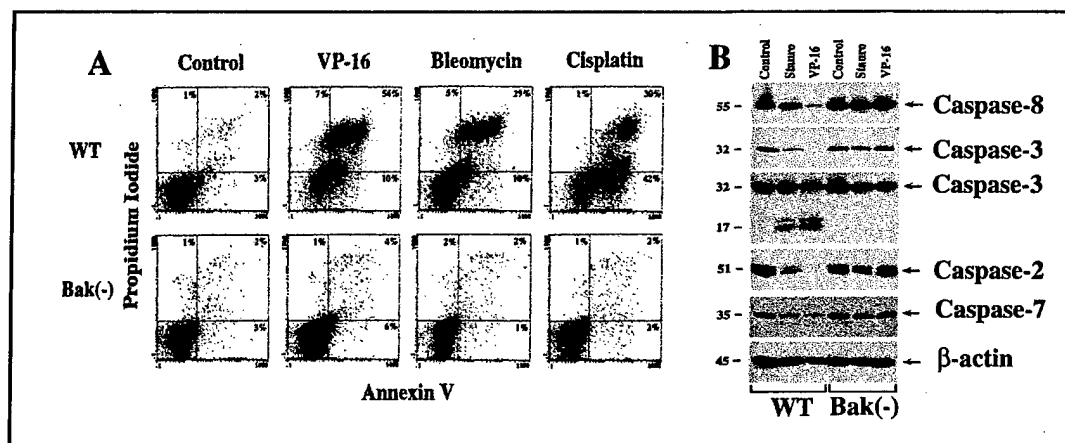 A
Control VP-16 Bleomycin Cisplatin
WT
1% 2% 7% 54% 5% 29% 1% 30%
3% 10% 10% 42%
Bak(-)
1% 2% 1% 4% 2% 2% 1% 2%
3% 6% 1% 2%
Propidium Iodide
Annexin V
B
Control Stauro VP-16 Control Stauro VP-16
55 – ← Caspase-8
32 – ← Caspase-3
32 – ← Caspase-3
17 –
51 – ← Caspase-2
35 – ← Caspase-7
45 – ← β-actin
WT Bak(-)